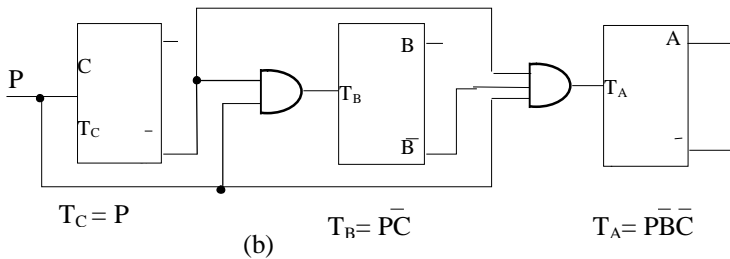 P
C
T_C
–
B
T_B
B̅
A
T_A
–
T_C = P
T_B = PC̅
T_A = PB̅C̅
(b)